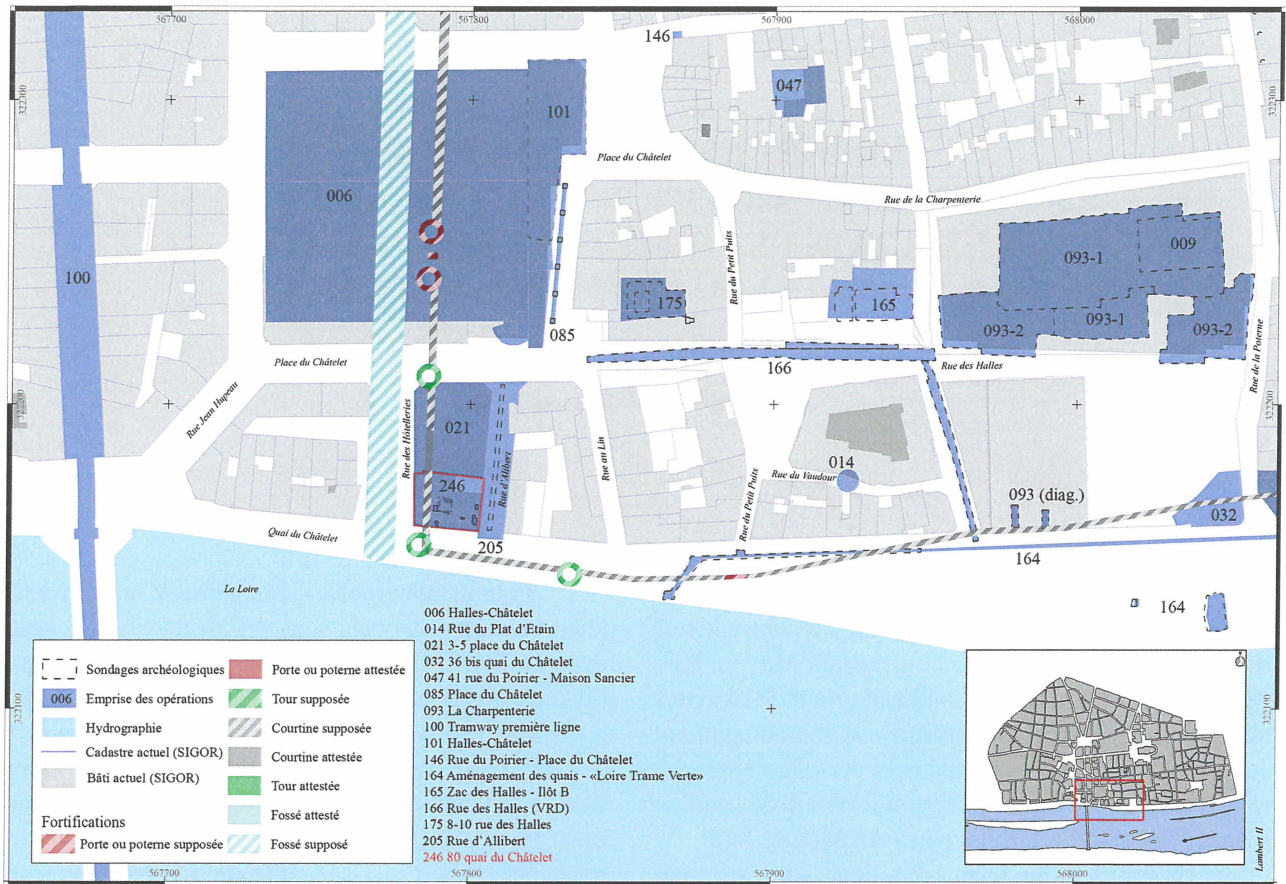 567700
567800
567900
568000
322300
322300
146
047
101
Place du Châtelet
006
Rue de la Charpenterie
Rue du Petit Puits
093-1
009
100
175
165
093-2
093-1
093-2
085
Rue de la Poterne
Place du Châtelet
166
Rue des Halles
322200
322200
Rue Jean Hupeau
Rue des Hôtelleries
021
Rue d'Alibert
Rue au Lin
246
014
Rue du Vaudour
Rue du Petit Puits
093 (diag.)
032
Quai du Châtelet
205
164
La Loire
164
006 Halles-Châtelet
014 Rue du Plat d'Etain
021 3-5 place du Châtelet
032 36 bis quai du Châtelet
047 41 rue du Poirier - Maison Sancier
085 Place du Châtelet
093 La Charpenterie
100 Tramway première ligne
101 Halles-Châtelet
146 Rue du Poirier - Place du Châtelet
164 Aménagement des quais - «Loire Trame Verte»
165 Zac des Halles - Ilôt B
166 Rue des Halles (VRD)
175 8-10 rue des Halles
205 Rue d'Allibert
246 80 quai du Châtelet
Sondages archéologiques
006 Emprise des opérations
Hydrographie
Cadastre actuel (SIGOR)
Bâti actuel (SIGOR)
Fortifications
Porte ou poterne supposée
Porte ou poterne attestée
Tour supposée
Courtine supposée
Courtine attestée
Tour attestée
Fossé attesté
Fossé supposé
322100
322100
Lambert II
567700
567800
567900
568000